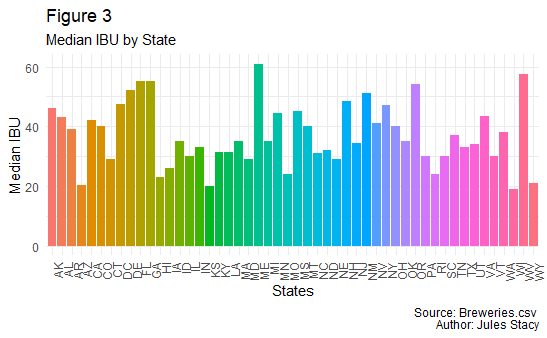 Figure 3
Median IBU by State
Median IBU
60
40
20
0
AK AL AR AZ CA CO CT DC DE FL GA HI IA ID IL IN KS KY LA MA MD ME MI MN MO MS MT NC ND NE NH NJ NM NV NY OH OK OR PA RI SC TN TX UT VA VT WA WI WV WY
States
Source: Breweries.csv
Author: Jules Stacy